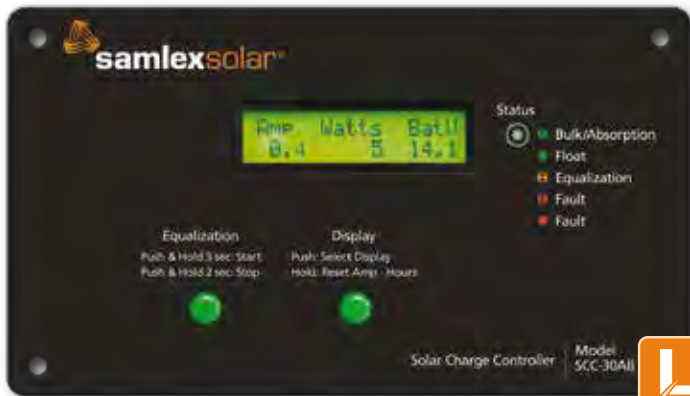 samlexsolar
Amp Watts BatV
0.4 5 14.1
Status
Bulk/Absorption
Float
Equalization
Fault
Fault
Equalization
Push & Hold 5 sec: Start
Push & Hold 2 sec: Stop
Display
Push: Select Display
Hold: Reset Amp - Hours
Solar Charge Controller
Model
SCC-30AB